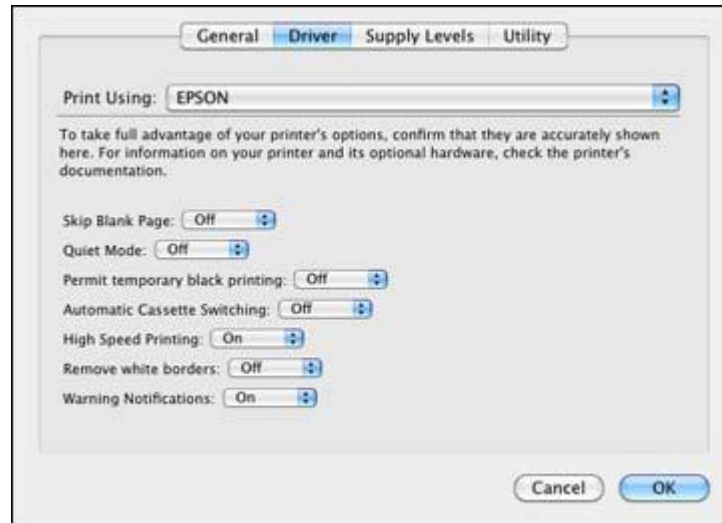 General Driver Supply Levels Utility
Print Using: EPSON
To take full advantage of your printer's options, confirm that they are accurately shown
here. For information on your printer and its optional hardware, check the printer's
documentation.
Skip Blank Page: Off
Quiet Mode: Off
Permit temporary black printing: Off
Automatic Cassette Switching: Off
High Speed Printing: On
Remove white borders: Off
Warning Notifications: On
Cancel OK